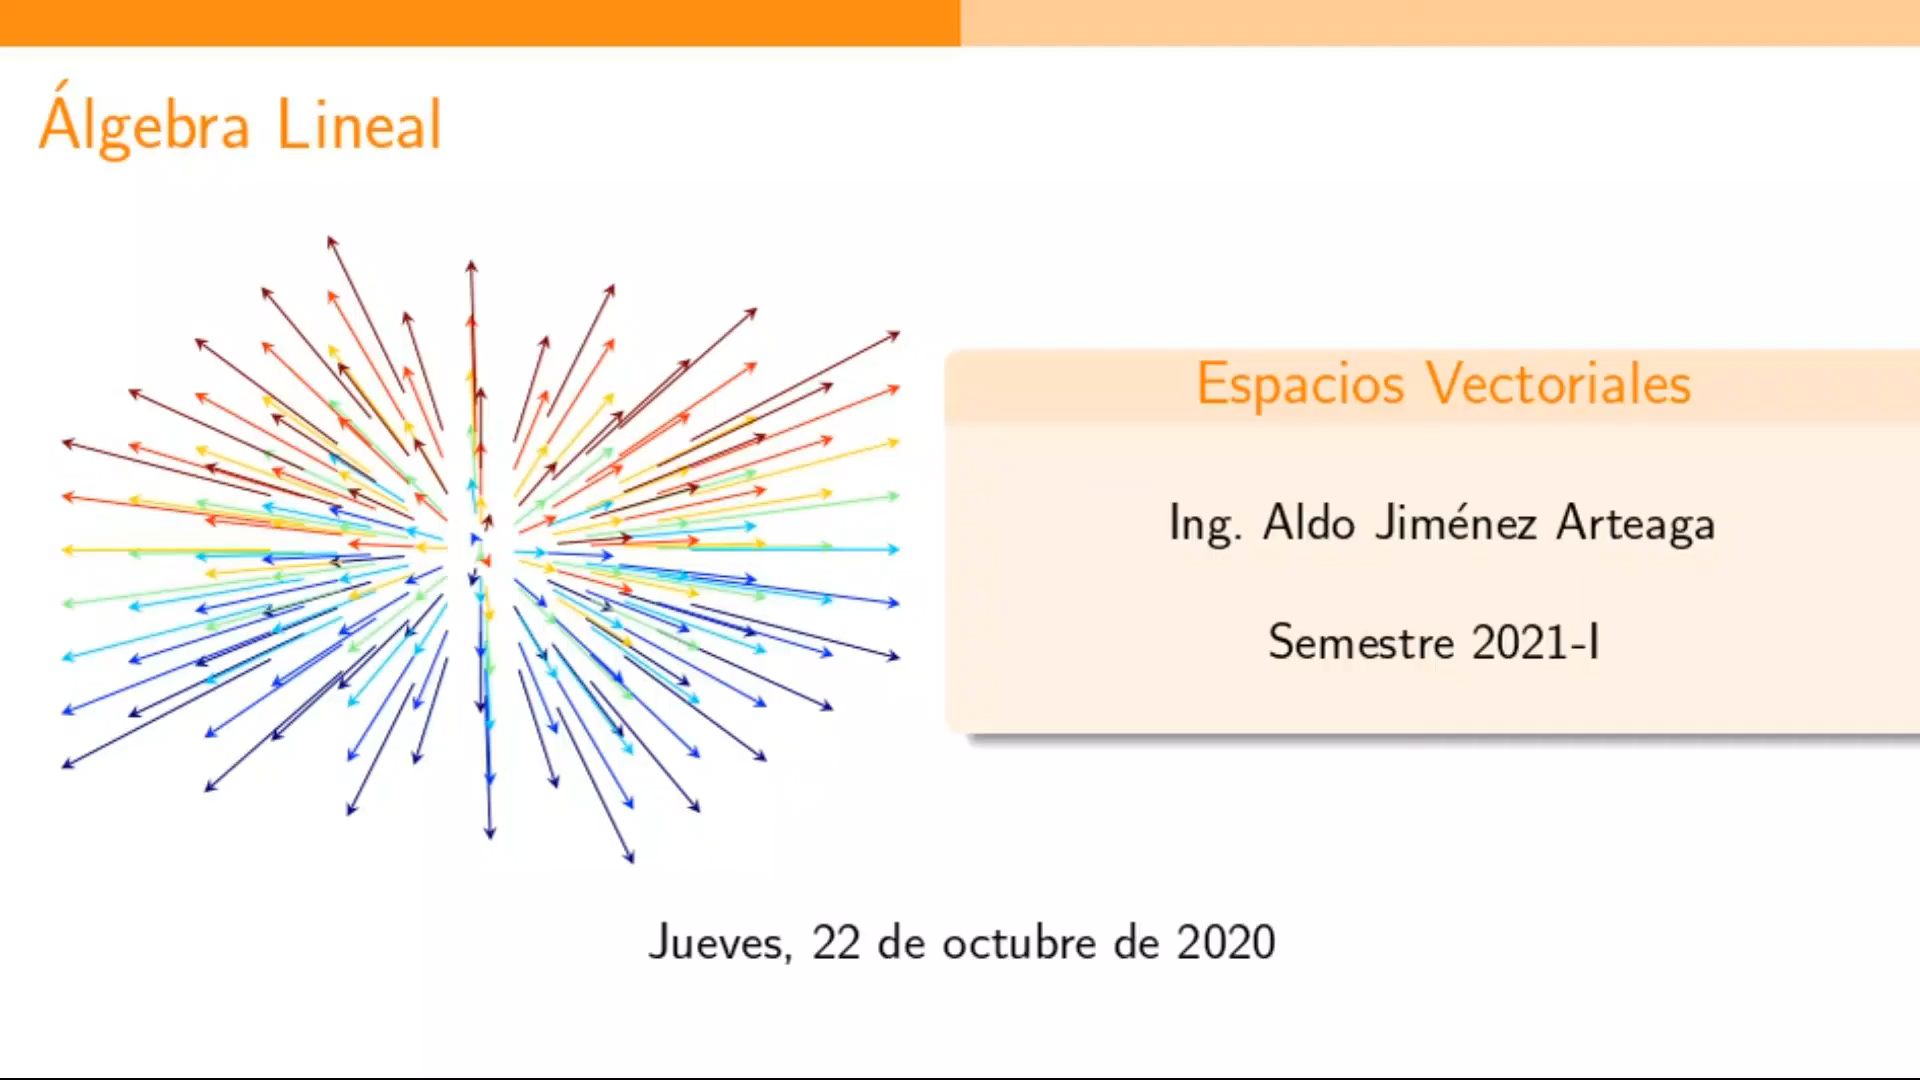 Álgebra Lineal
Espacios Vectoriales
Ing. Aldo Jiménez Arteaga
Semestre 2021-I
Jueves, 22 de octubre de 2020